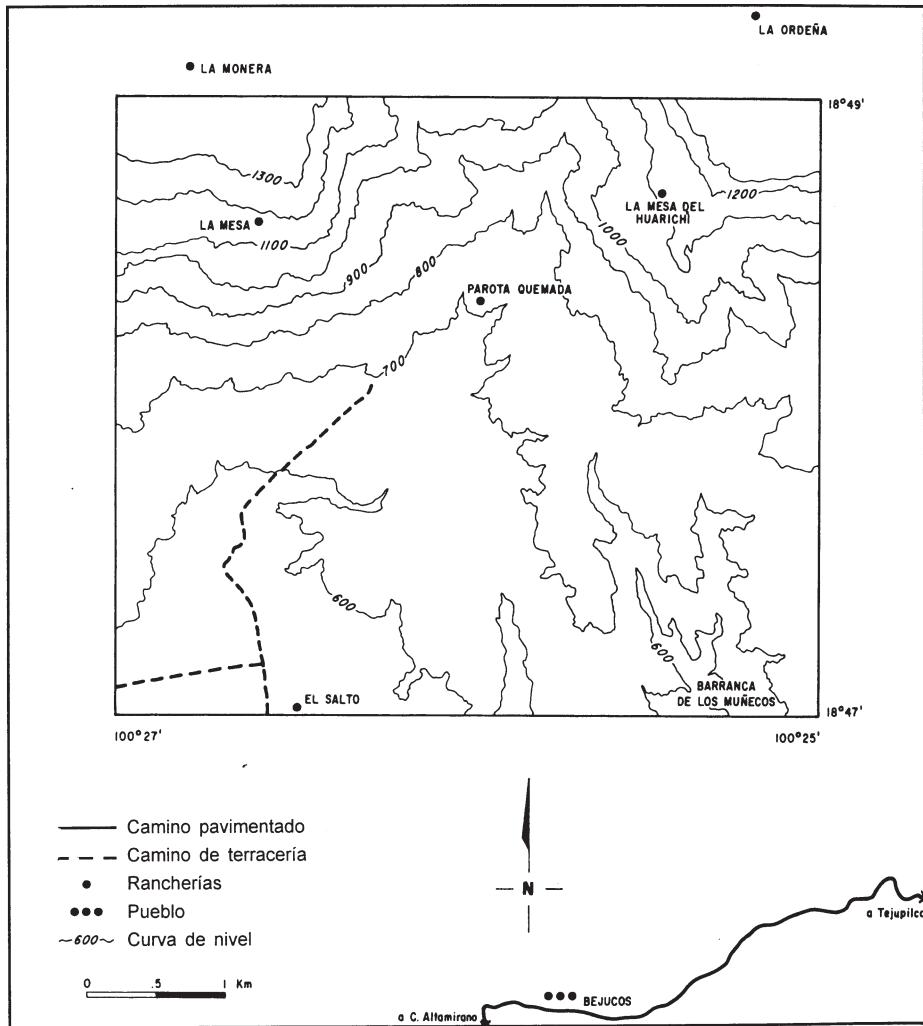 LA ORDEÑA
LA MONERA
18°49'
1300
1200
LA MESA DEL
HUARICHI
LA MESA
1100
1000
900
800
PAROTA QUEMADA
700
600
600
BARRANCA
DE LOS MUÑECOS
EL SALTO
18°47'
100°27'
100°25'
Camino pavimentado
Camino de terracería
Rancherías
Pueblo
~600~ Curva de nivel
N
a Tejupilco
0 .5 1 Km
BEJUCOS
a C. Altamirano